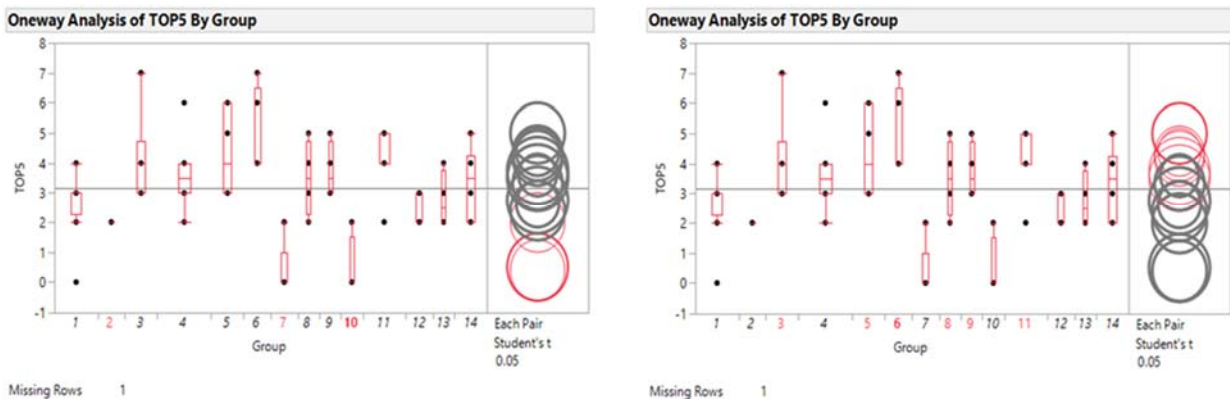 Oneway Analysis of TOP5 By Group
8
7
6
5
4
3
2
1
0
-1
TOP5
1 2 3 4 5 6 7 8 9 10 11 12 13 14
Group
Each Pair
Student's t
0.05
Missing Rows 1
Oneway Analysis of TOP5 By Group
8
7
6
5
4
3
2
1
0
-1
TOP5
1 2 3 4 5 6 7 8 9 10 11 12 13 14
Group
Each Pair
Student's t
0.05
Missing Rows 1